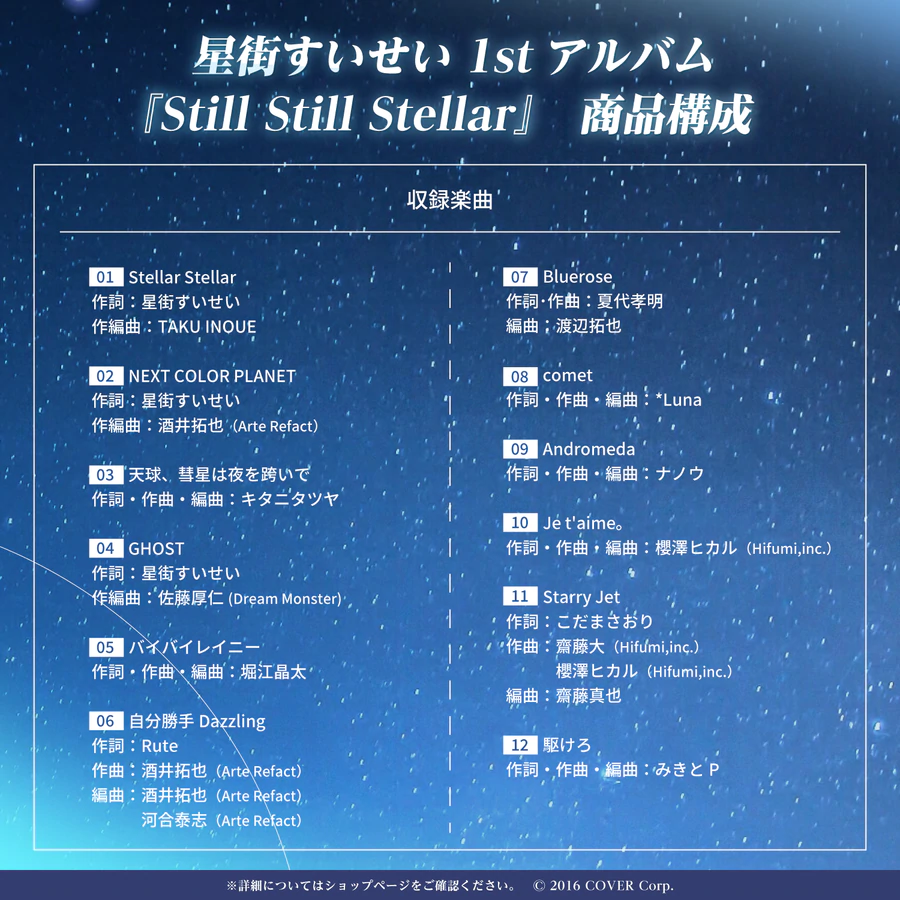 星街すいせい 1st アルバム
『Still Still Stellar』 商品構成
収録楽曲
01 Stellar Stellar
作詞：星街すいせい
作編曲：TAKU INOUE
02 NEXT COLOR PLANET
作詞：星街すいせい
作編曲：酒井拓也（Arte Refact）
03 天球、彗星は夜を跨いで
作詞・作曲・編曲：キタニタツヤ
04 GHOST
作詞：星街すいせい
作編曲：佐藤厚仁 (Dream Monster)
05 バイバイレイニー
作詞・作曲・編曲：堀江晶太
06 自分勝手 Dazzling
作詞：Rute
作曲：酒井拓也（Arte Refact）
編曲：酒井拓也（Arte Refact）
河合泰志（Arte Refact）
07 Bluerose
作詞・作曲：夏代孝明
編曲：渡辺拓也
08 comet
作詞・作曲・編曲：*Luna
09 Andromeda
作詞・作曲・編曲：ナノウ
10 Je t'aime。
作詞・作曲・編曲：櫻澤ヒカル（Hifumi,inc.）
11 Starry Jet
作詞：こだまさおり
作曲：齋藤大（Hifumi,inc.）
櫻澤ヒカル（Hifumi,inc.）
編曲：齋藤真也
12 駆けろ
作詞・作曲・編曲：みきと P
※詳細についてはショップページをご確認ください。 © 2016 COVER Corp.